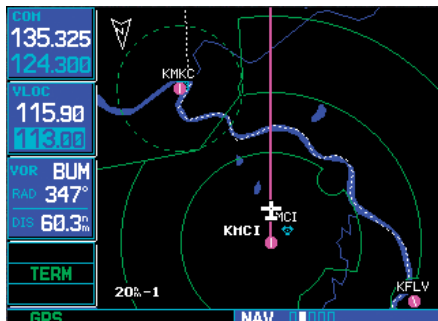 COM
135.325
124.300
VLOC
115.90
113.00
VOR BUM
RAD 347°
DIS 60.3nm
TERM
GPS
N
KMKC
KMCI
MCI
KFLV
20nm-1
NAV